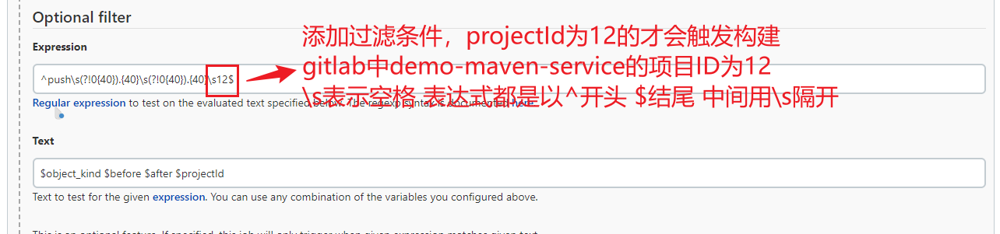 Optional filter
添加过滤条件，projectId为12的才会触发构建
Expression
gitlab中demo-maven-service的项目ID为12
^push\s(?!0{40}).{40}\s(?!0{40}).{40}\s12$
\s表示空格 表达式都是以^开头 $结尾 中间用\s隔开
Regular expression to test on the evaluated text specified below. The regexp syntax is documented here.
Text
$object_kind $before $after $projectId
Text to test for the given expression. You can use any combination of the variables you configured above.
This is an optional feature. If specified, this job will only trigger when given expression matches given text.